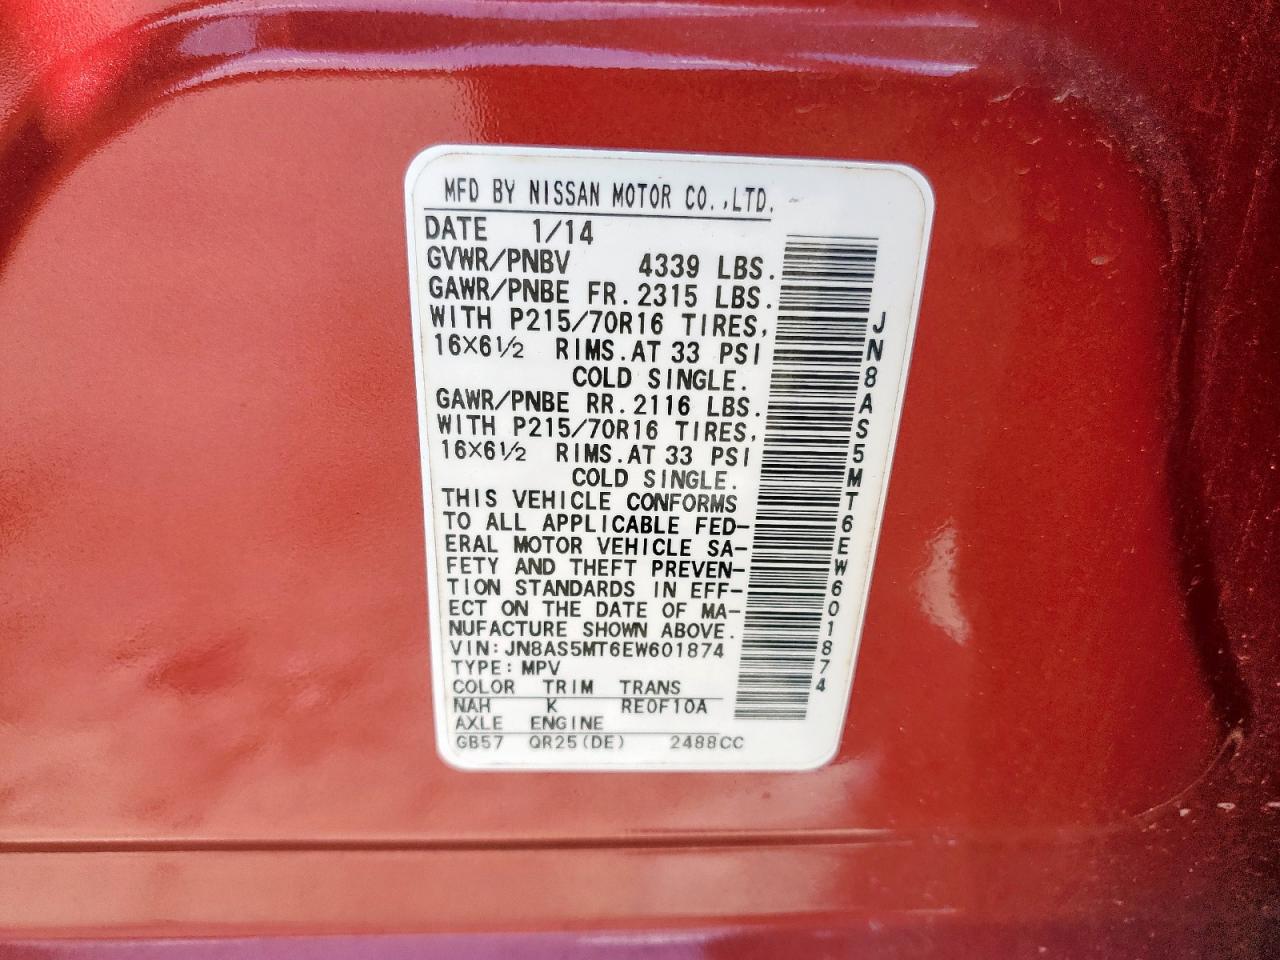 MFD BY NISSAN MOTOR CO.,LTD.
DATE 1/14
GVWR/PNBV 4339 LBS.
GAWR/PNBE FR.2315 LBS.
WITH P215/70R16 TIRES,
16X6½ RIMS.AT 33 PSI
COLD SINGLE.
GAWR/PNBE RR.2116 LBS.
WITH P215/70R16 TIRES,
16X6½ RIMS.AT 33 PSI
COLD SINGLE.
THIS VEHICLE CONFORMS
TO ALL APPLICABLE FED-
ERAL MOTOR VEHICLE SA-
FETY AND THEFT PREVEN-
TION STANDARDS IN EFF-
ECT ON THE DATE OF MA-
NUFACTURE SHOWN ABOVE.
VIN:JN8AS5MT6EW601874
TYPE:MPV
COLOR TRIM TRANS
NAH K RE0F10A
AXLE ENGINE
GB57 QR25(DE) 2488CC
JN8AS5MT6EW601874